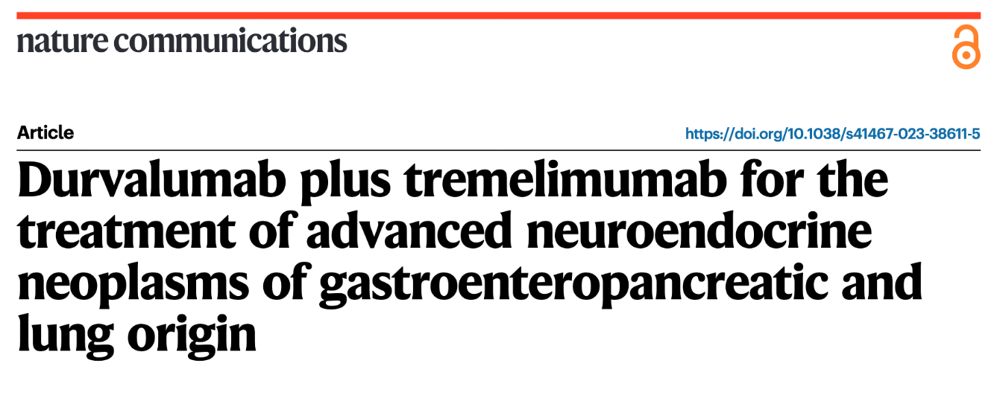 nature communications
Article
https://doi.org/10.1038/s41467-023-38611-5
Durvalumab plus tremelimumab for the
treatment of advanced neuroendocrine
neoplasms of gastroenteropancreatic and
lung origin